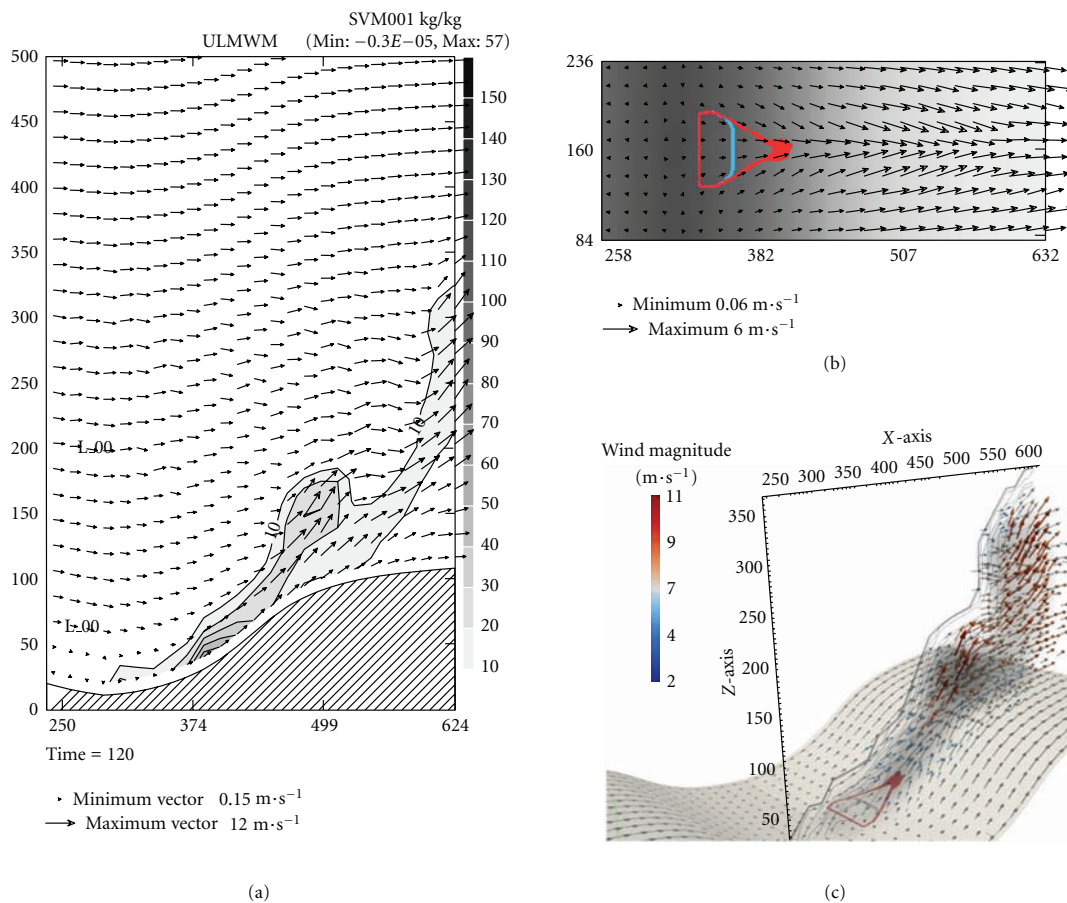 SVM001 kg/kg
ULMWM (Min: −0.3E−05, Max: 57)
500
450
400
350
300
250
200
150
100
50
0
250 374 499 624
150
140
130
120
110
100
90
80
70
60
50
40
30
20
10
L_00
L_00
10
10
Time = 120
Minimum vector 0.15 m·s−1
Maximum vector 12 m·s−1
(a)
236
160
84
258 382 507 632
Minimum 0.06 m·s−1
Maximum 6 m·s−1
(b)
Wind magnitude
(m·s−1)
11
9
7
4
2
X-axis
250 300 350 400 450 500 550 600
Z-axis
350
300
250
200
150
100
50
(c)